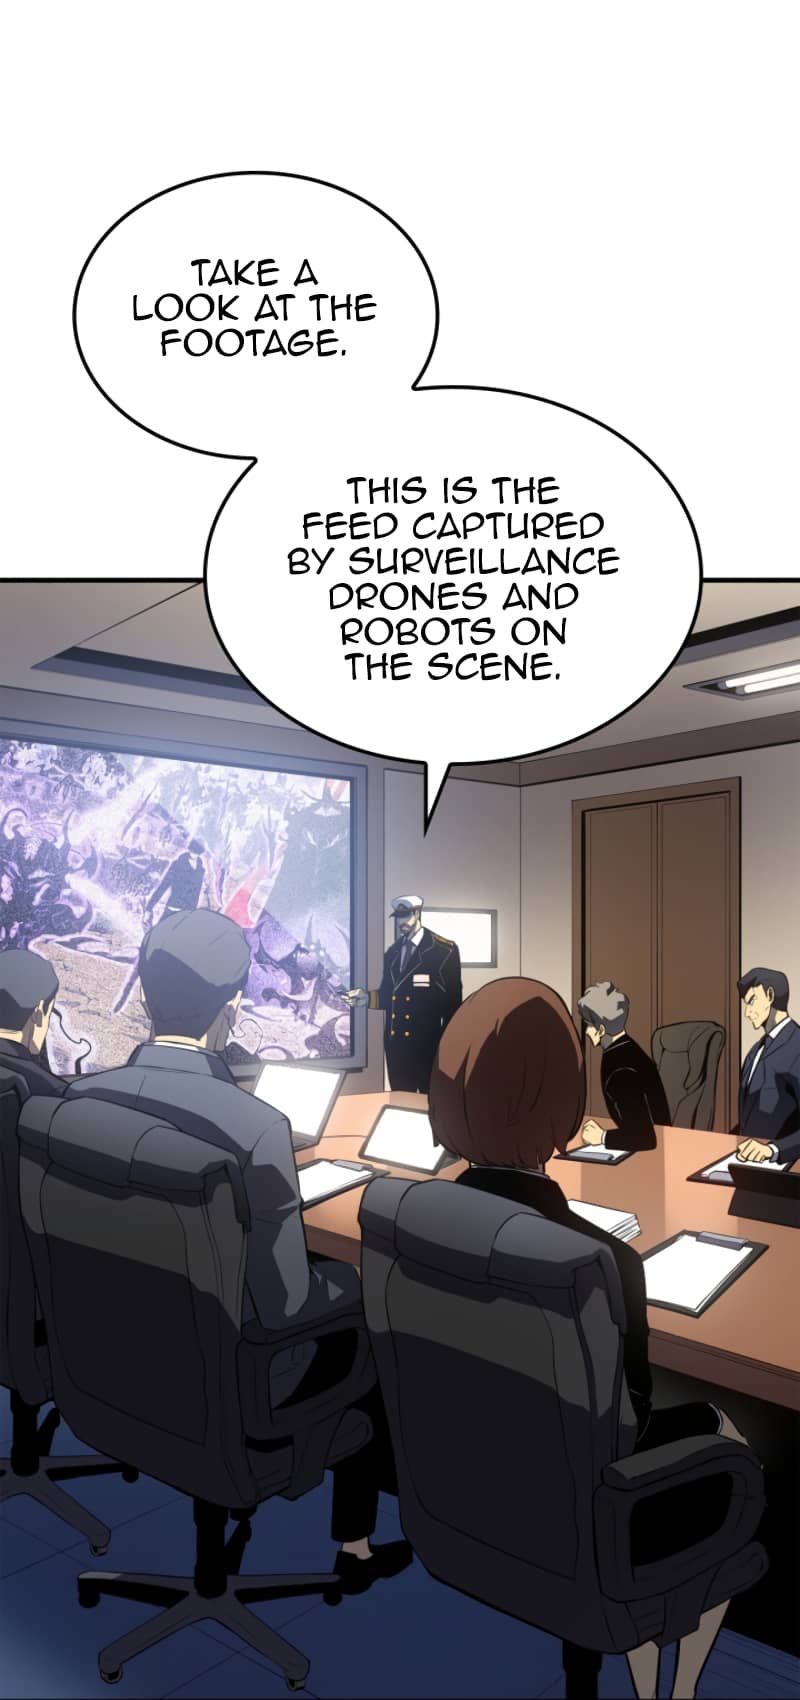 TAKE A
LOOK AT THE
FOOTAGE.
THIS IS THE
FEED CAPTURED
BY SURVEILLANCE
DRONES AND
ROBOTS ON
THE SCENE.